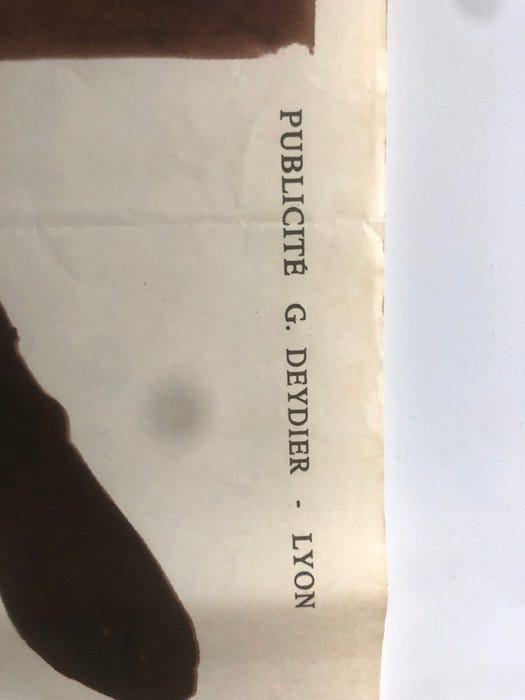 PUBLICITÉ G. DEYDIER - LYON